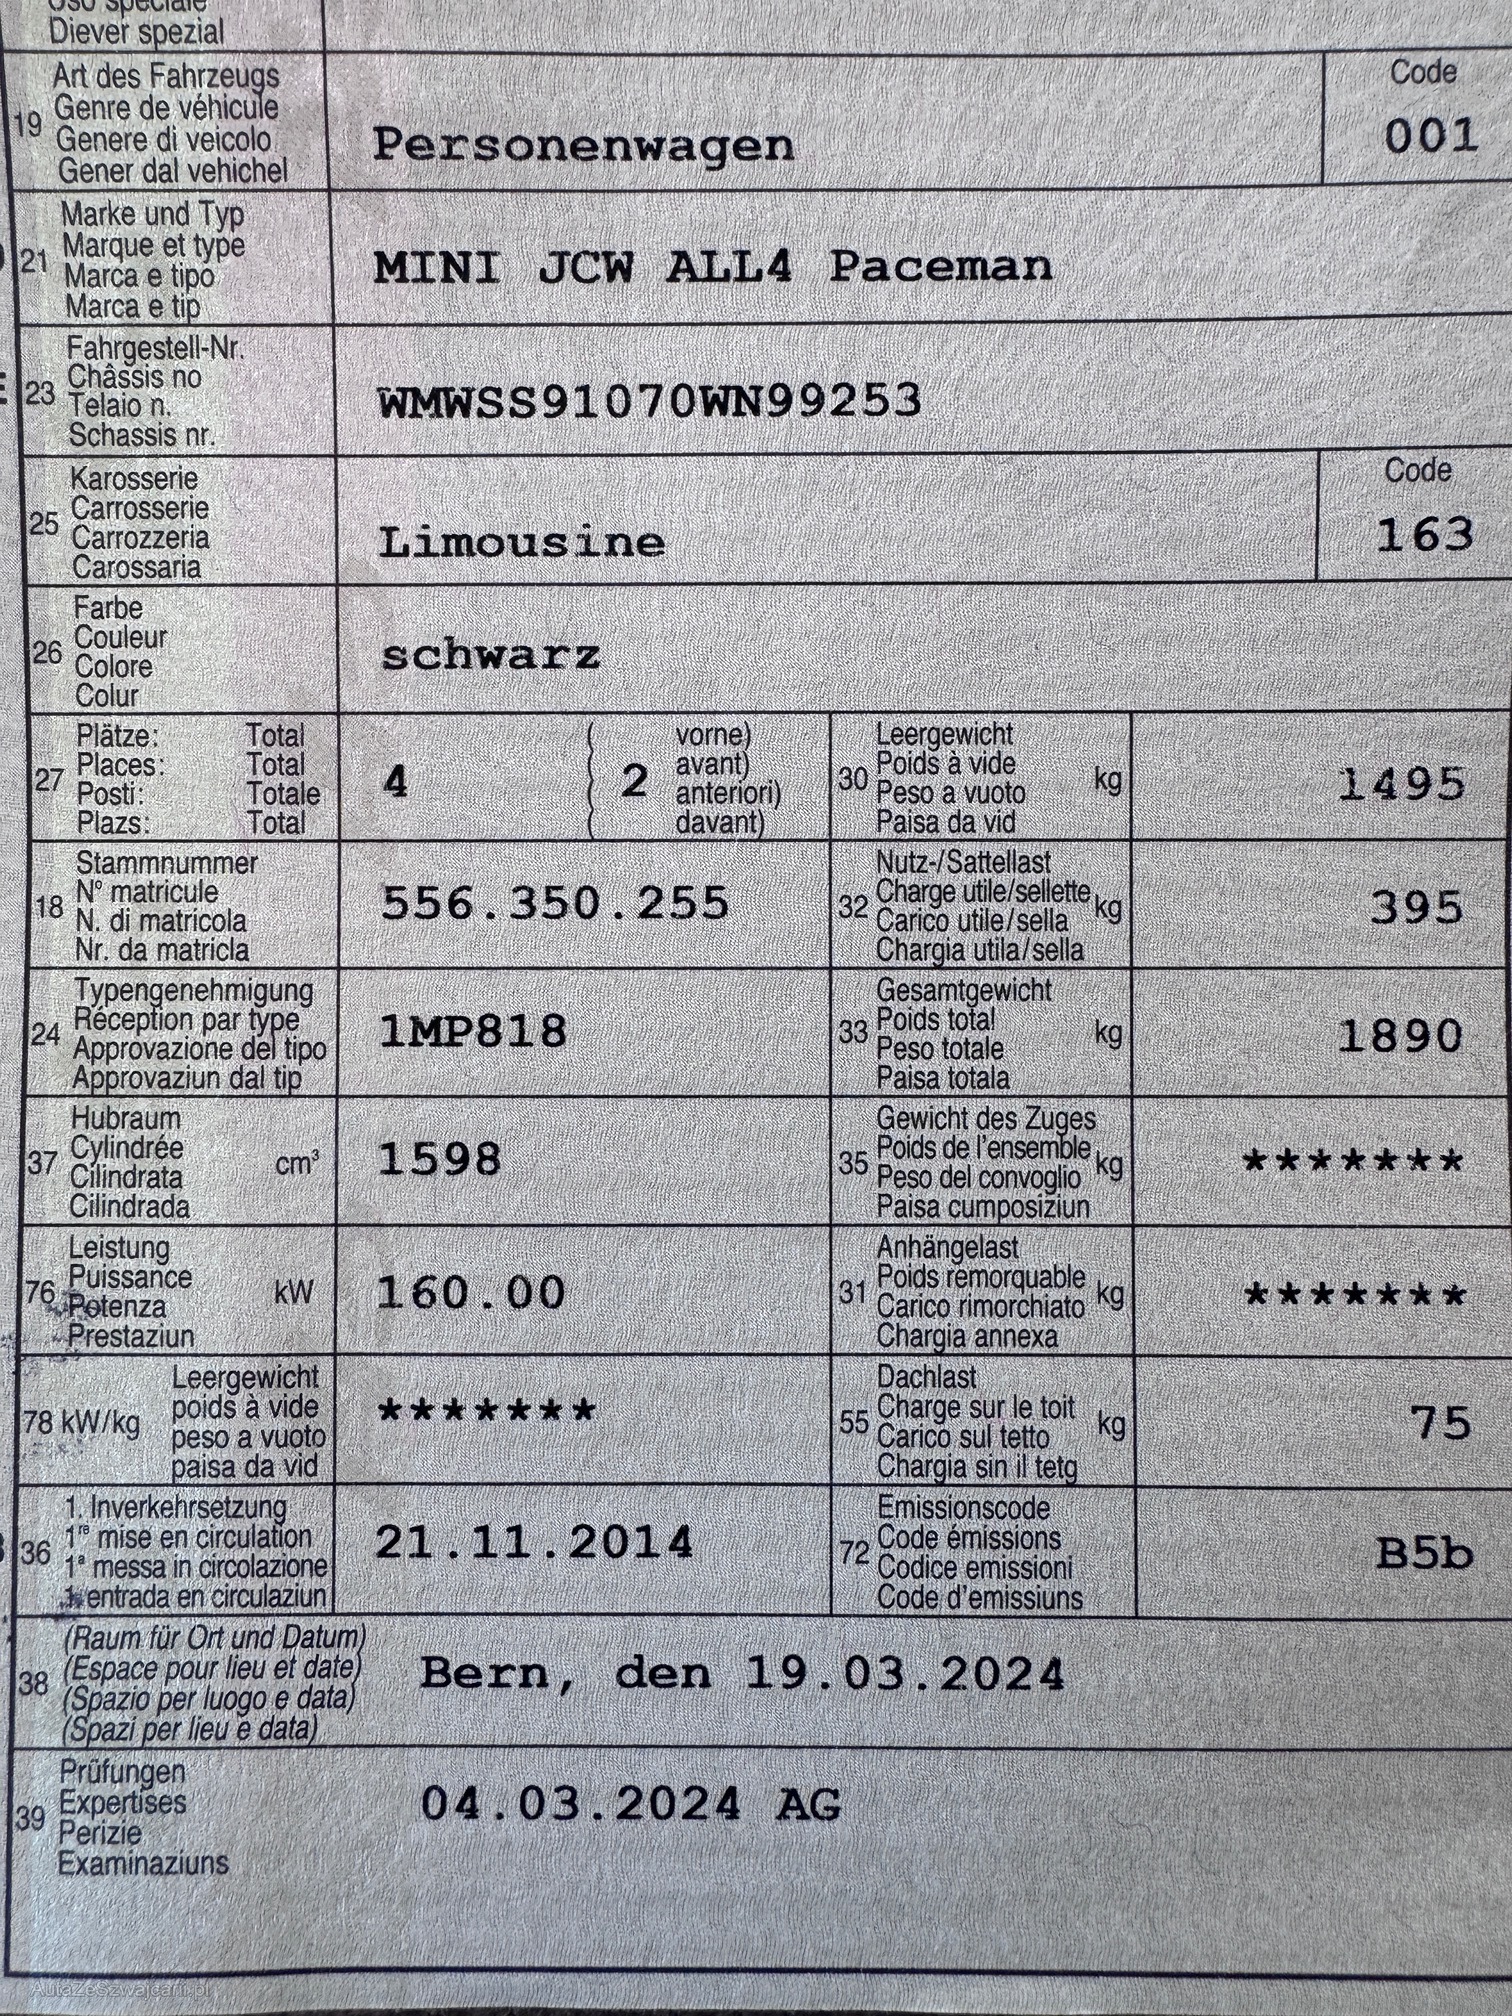 Uso speciale
Diever spezial
19 Art des Fahrzeugs
Genre de véhicule
Genere di veicolo
Gener dal vehichel
Personenwagen
Code
001
21 Marke und Typ
Marque et type
Marca e tipo
Marca e tip
MINI JCW ALL4 Paceman
23 Fahrgestell-Nr.
Châssis no
Telaio n.
Schassis nr.
WMWSS91070WN99253
25 Karosserie
Carrosserie
Carrozzeria
Carossaria
Limousine
Code
163
26 Farbe
Couleur
Colore
Colur
schwarz
27 Plätze: Total
Places: Total
Posti: Totale
Plazs: Total
4
( 2 vorne)
( avant)
( anteriori)
( davant)
30 Leergewicht
Poids à vide
Peso a vuoto
Paisa da vid
kg
1495
18 Stammnummer
N° matricule
N. di matricola
Nr. da matricla
556.350.255
32 Nutz-/Sattellast
Charge utile/sellette
Carico utile/sella
Chargia utila/sella
kg
395
24 Typengenehmigung
Réception par type
Approvazione del tipo
Approvaziun dal tip
1MP818
33 Gesamtgewicht
Poids total
Peso totale
Paisa totala
kg
1890
37 Hubraum
Cylindrée
Cilindrata
Cilindrada
cm³
1598
35 Gewicht des Zuges
Poids de l'ensemble
Peso del convoglio
Paisa cumposiziun
kg
*******
76 Leistung
Puissance
Potenza
Prestaziun
kW
160.00
31 Anhängelast
Poids remorquable
Carico rimorchiato
Chargia annexa
kg
*******
78 kW/kg
Leergewicht
poids à vide
peso a vuoto
paisa da vid
*******
55 Dachlast
Charge sur le toit
Carico sul tetto
Chargia sin il tetg
kg
75
36 1. Inverkehrsetzung
1re mise en circulation
1a messa in circolazione
1. entrada en circulaziun
21.11.2014
72 Emissionscode
Code émissions
Codice emissioni
Code d'emissiuns
B5b
38 (Raum für Ort und Datum)
(Espace pour lieu et date)
(Spazio per luogo e data)
(Spazi per lieu e data)
Bern, den 19.03.2024
39 Prüfungen
Expertises
Perizie
Examinaziuns
04.03.2024 AG
AutazeSzwajcarii.pl